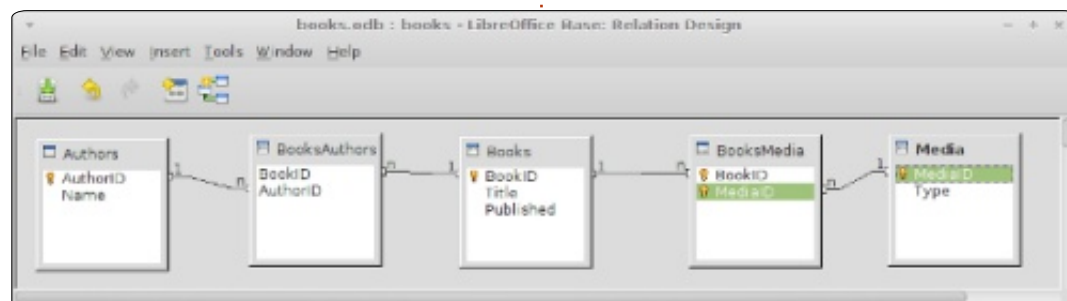 books.odb : books - LibreOffice Base: Relation Design
File Edit View Insert Tools Window Help
Authors
AuthorID
Name
1
n
BooksAuthors
BookID
AuthorID
n
1
Books
BookID
Title
Published
1
n
BooksMedia
BookID
MediaID
n
1
Media
MediaID
Type